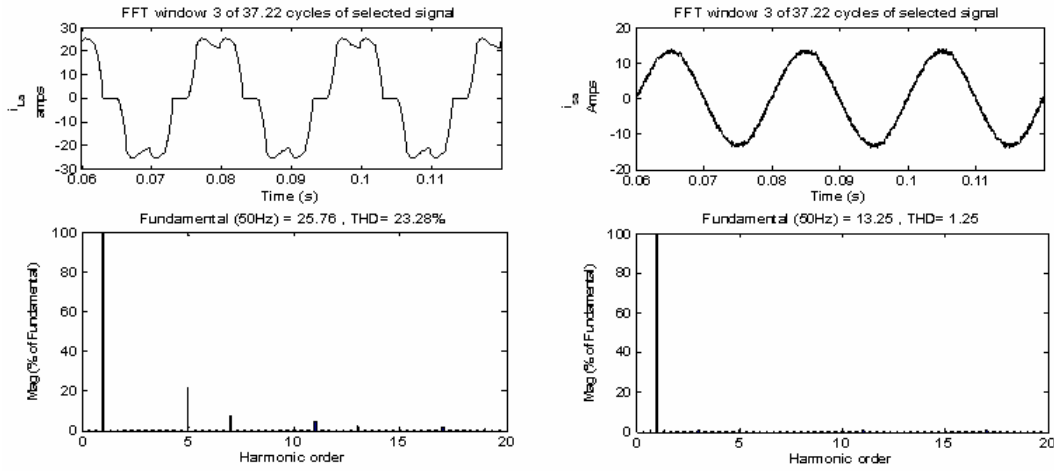 FFT window: 3 of 37.22 cycles of selected signal
30
20
10
0
-10
-20
-30
iLa
amps
0.06 0.07 0.08 0.09 0.1 0.11
Time (s)
Fundamental (50Hz) = 25.76 , THD= 23.28%
100
80
60
40
20
0
Mag (% of Fundamental)
0 5 10 15 20
Harmonic order
FFT window: 3 of 37.22 cycles of selected signal
20
10
0
-10
-20
isa
Amps
0.06 0.07 0.08 0.09 0.1 0.11
Time (s)
Fundamental (50Hz) = 13.25 , THD= 1.25
100
80
60
40
20
0
Mag (% of Fundamental)
0 5 10 15 20
Harmonic order